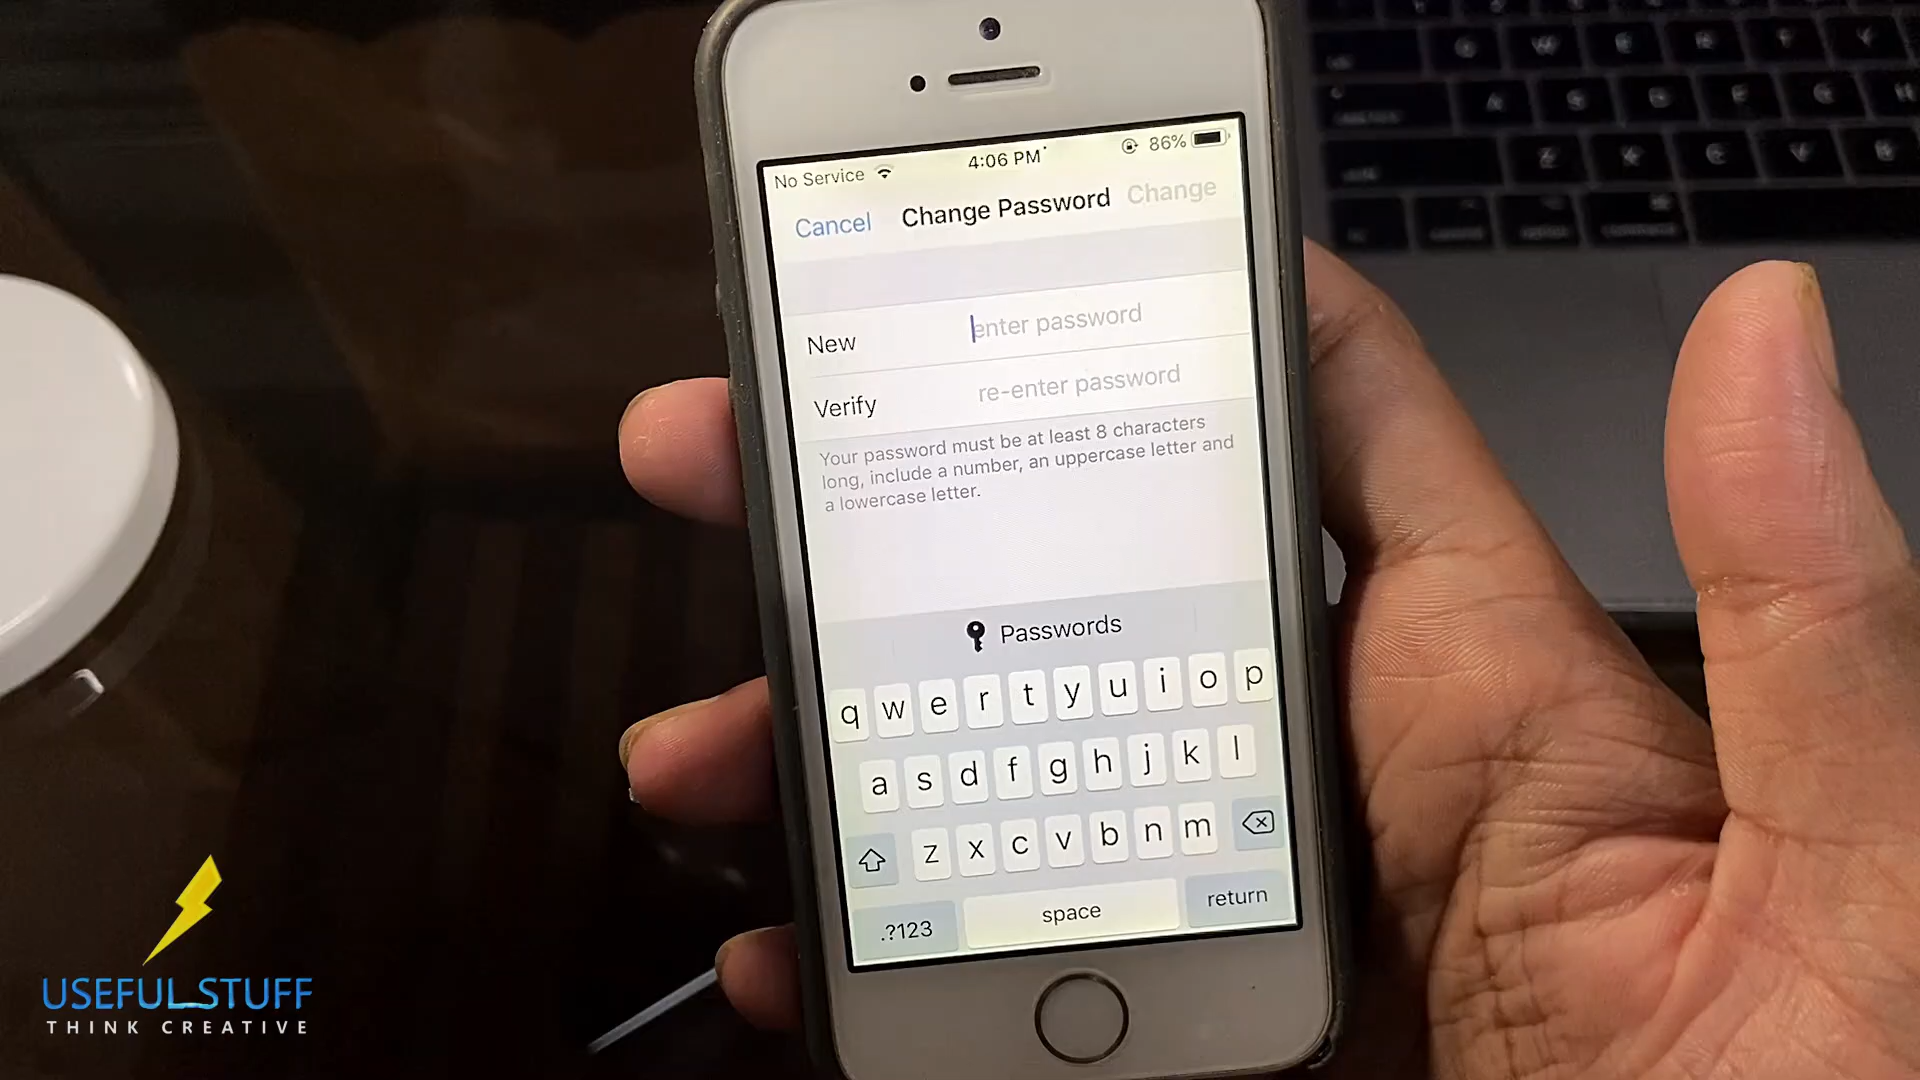 No Service
4:06 PM
86%
Cancel
Change Password
Change
New
enter password
Verify
re-enter password
Your password must be at least 8 characters
long, include a number, an uppercase letter and
a lowercase letter.
Passwords
q w e r t y u i o p
a s d f g h j k l
z x c v b n m
.?123
space
return
USEFUL STUFF
THINK CREATIVE